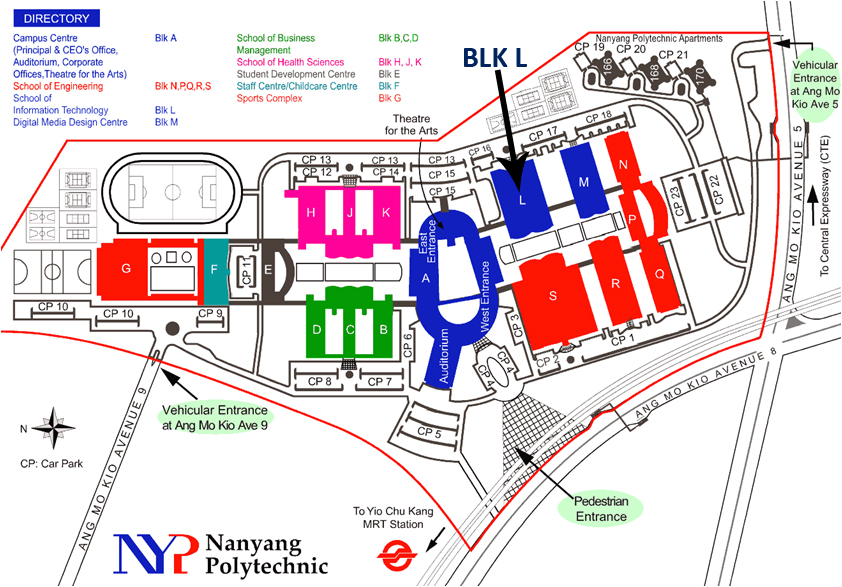 DIRECTORY
Campus Centre Blk A
(Principal & CEO's Office,
Auditorium, Corporate
Offices,Theatre for the Arts)
School of Engineering Blk N,P,Q,R,S
School of
Information Technology Blk L
Digital Media Design Centre Blk M
School of Business Blk B,C,D
Management
School of Health Sciences Blk H, J, K
Student Development Centre Blk E
Staff Centre/Childcare Centre Blk F
Sports Complex Blk G
BLK L
Nanyang Polytechnic Apartments
CP 19
CP 20
CP 21
166
168
170
Vehicular
Entrance
at Ang Mo
Kio Ave 5
Theatre
for the Arts
CP 16
CP 17
CP 18
CP 13
CP 13
CP 13
CP 12
CP 14
CP 15
CP 15
H
J
K
L
M
N
P
CP 23
CP 22
ANG MO KIO AVENUE 5
To Central Expressway (CTE)
East
Entrance
A
West Entrance
Auditorium
G
F
CP 11
E
S
R
Q
D
C
B
CP 10
CP 10
CP 9
CP 8
CP 7
CP 6
CP 5
CP 4
CP 4
CP 3
CP 2
CP 1
ANG MO KIO AVENUE 8
ANG MO KIO AVENUE 9
Vehicular Entrance
at Ang Mo Kio Ave 9
N
CP: Car Park
Pedestrian
Entrance
To Yio Chu Kang
MRT Station
NYP Nanyang
Polytechnic